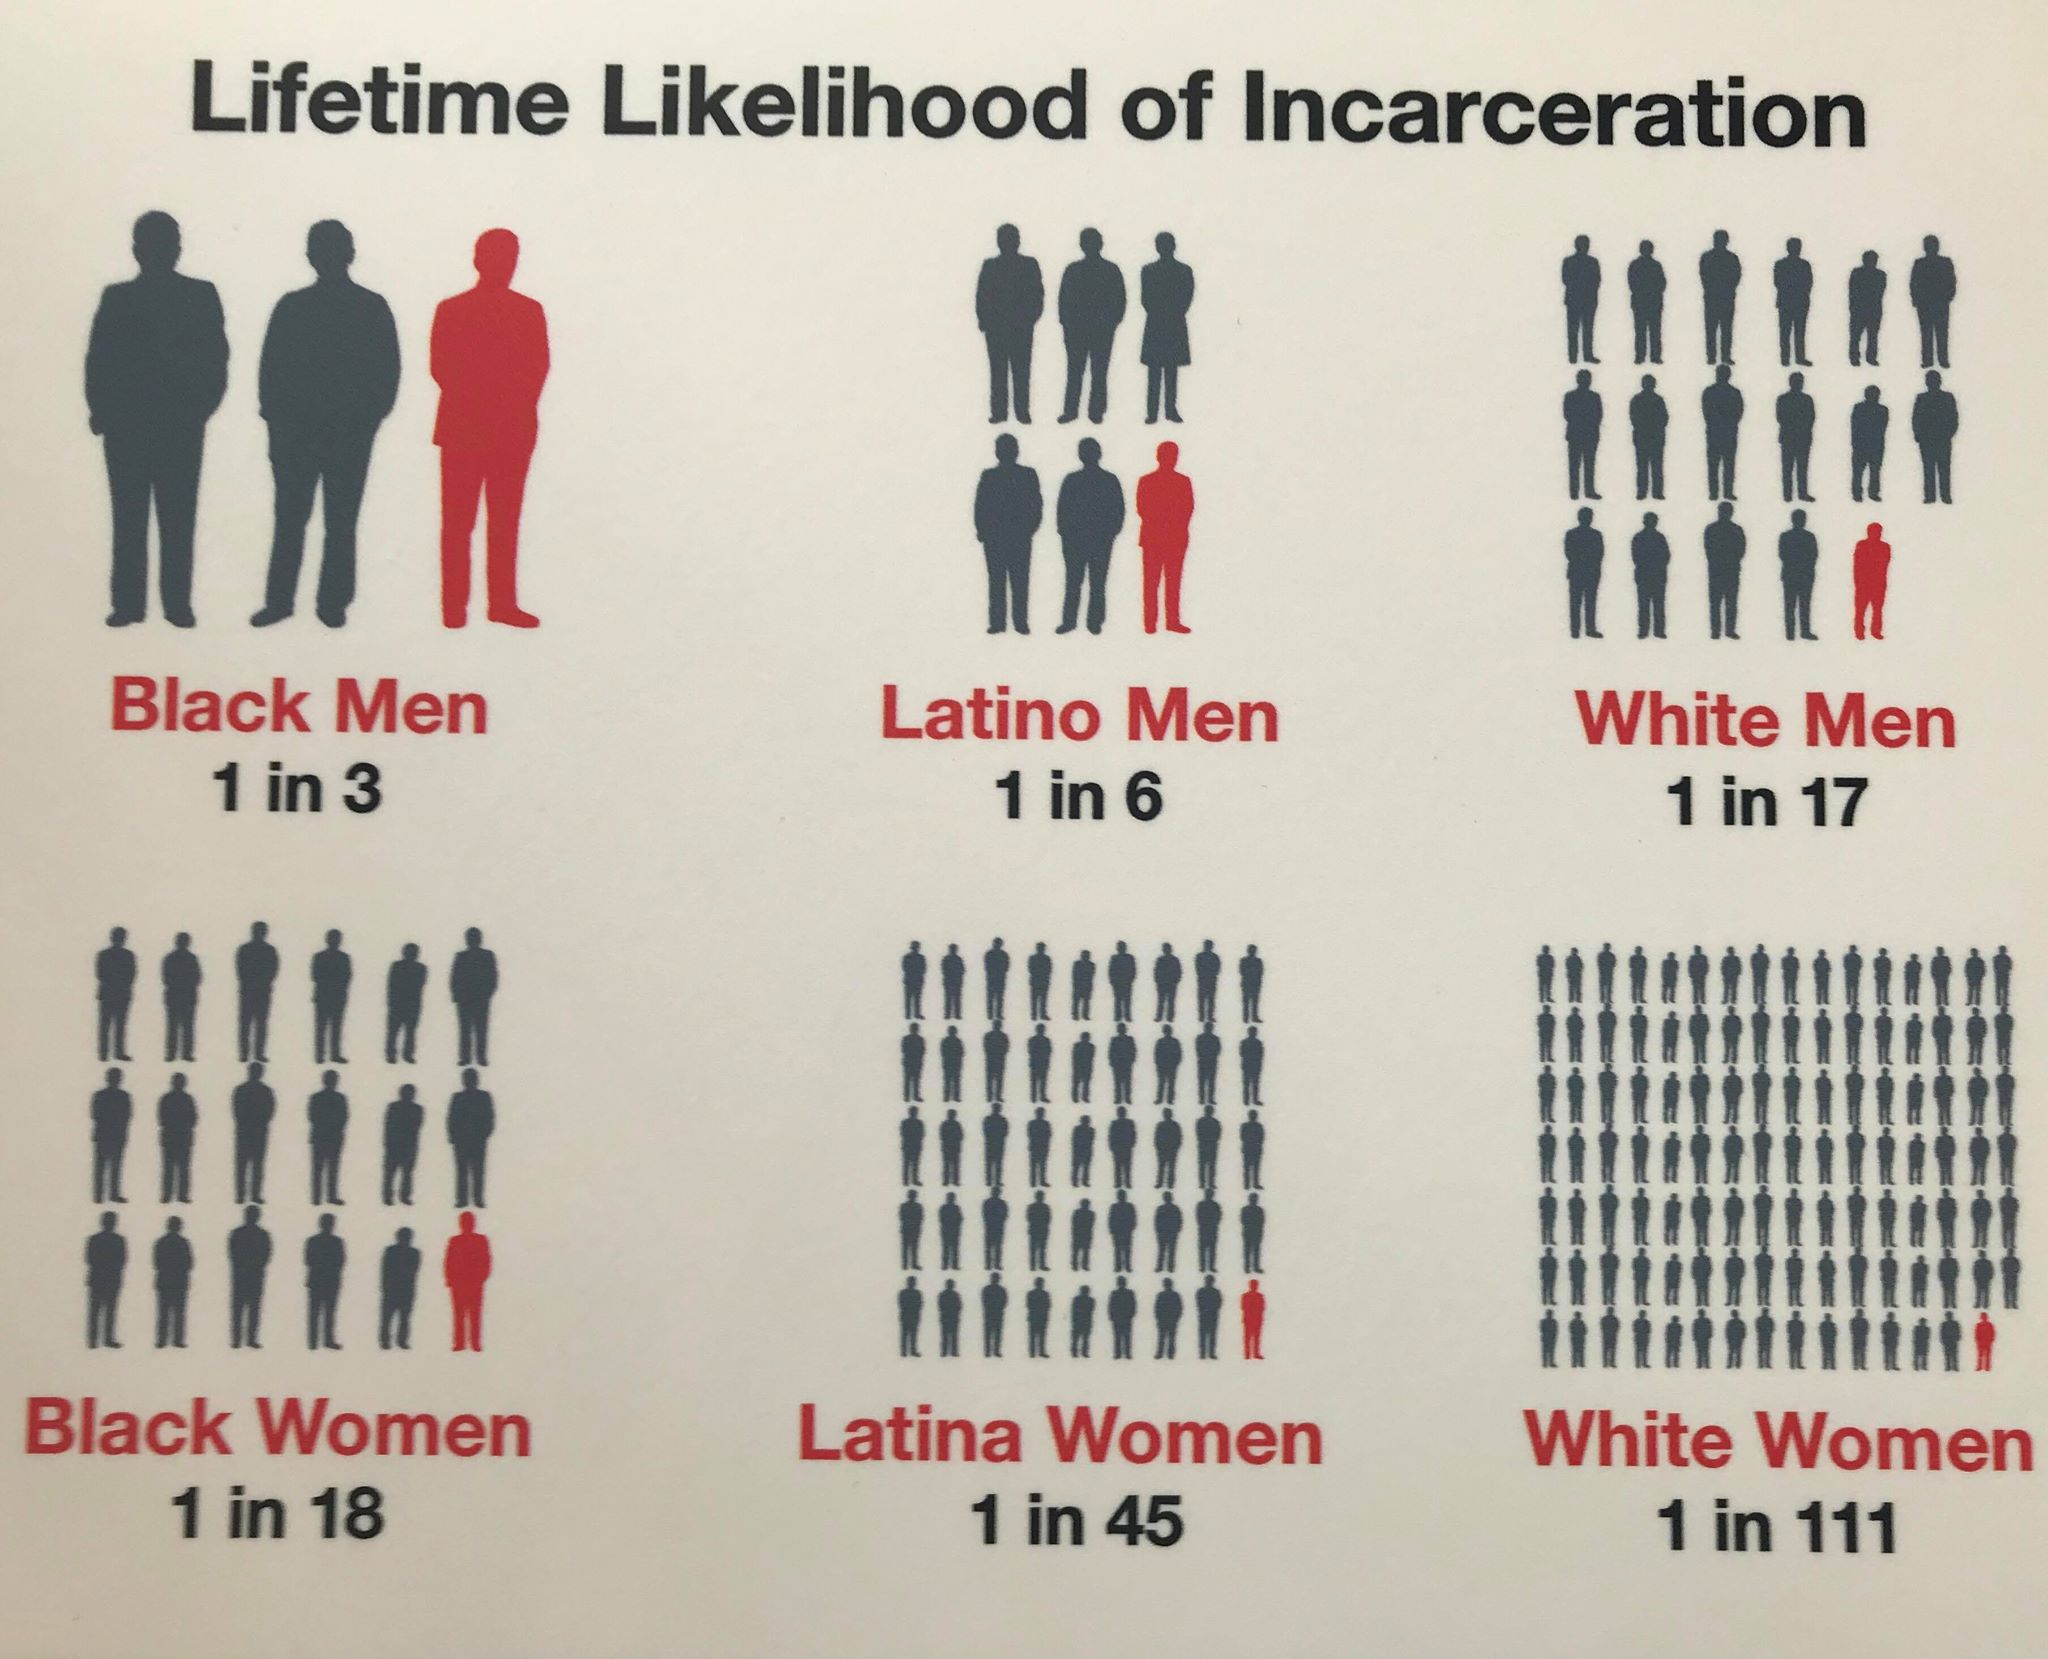 Lifetime Likelihood of Incarceration
Black Men
1 in 3
Latino Men
1 in 6
White Men
1 in 17
Black Women
1 in 18
Latina Women
1 in 45
White Women
1 in 111